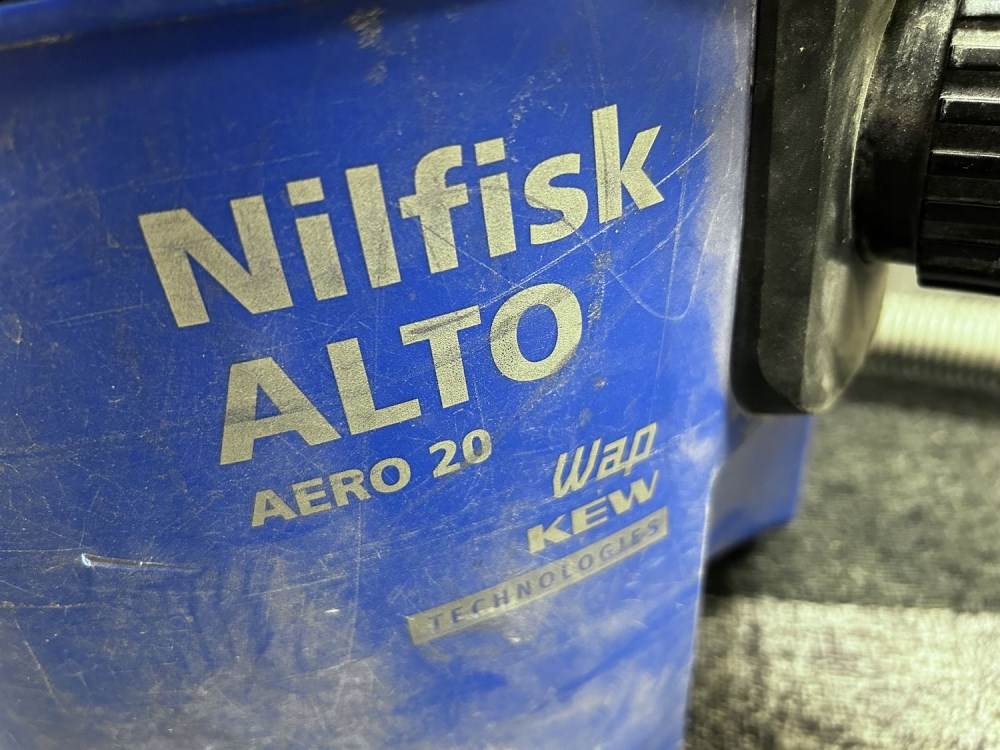 Nilfisk
ALTO
AERO 20
Wap
KEW
TECHNOLOGIES